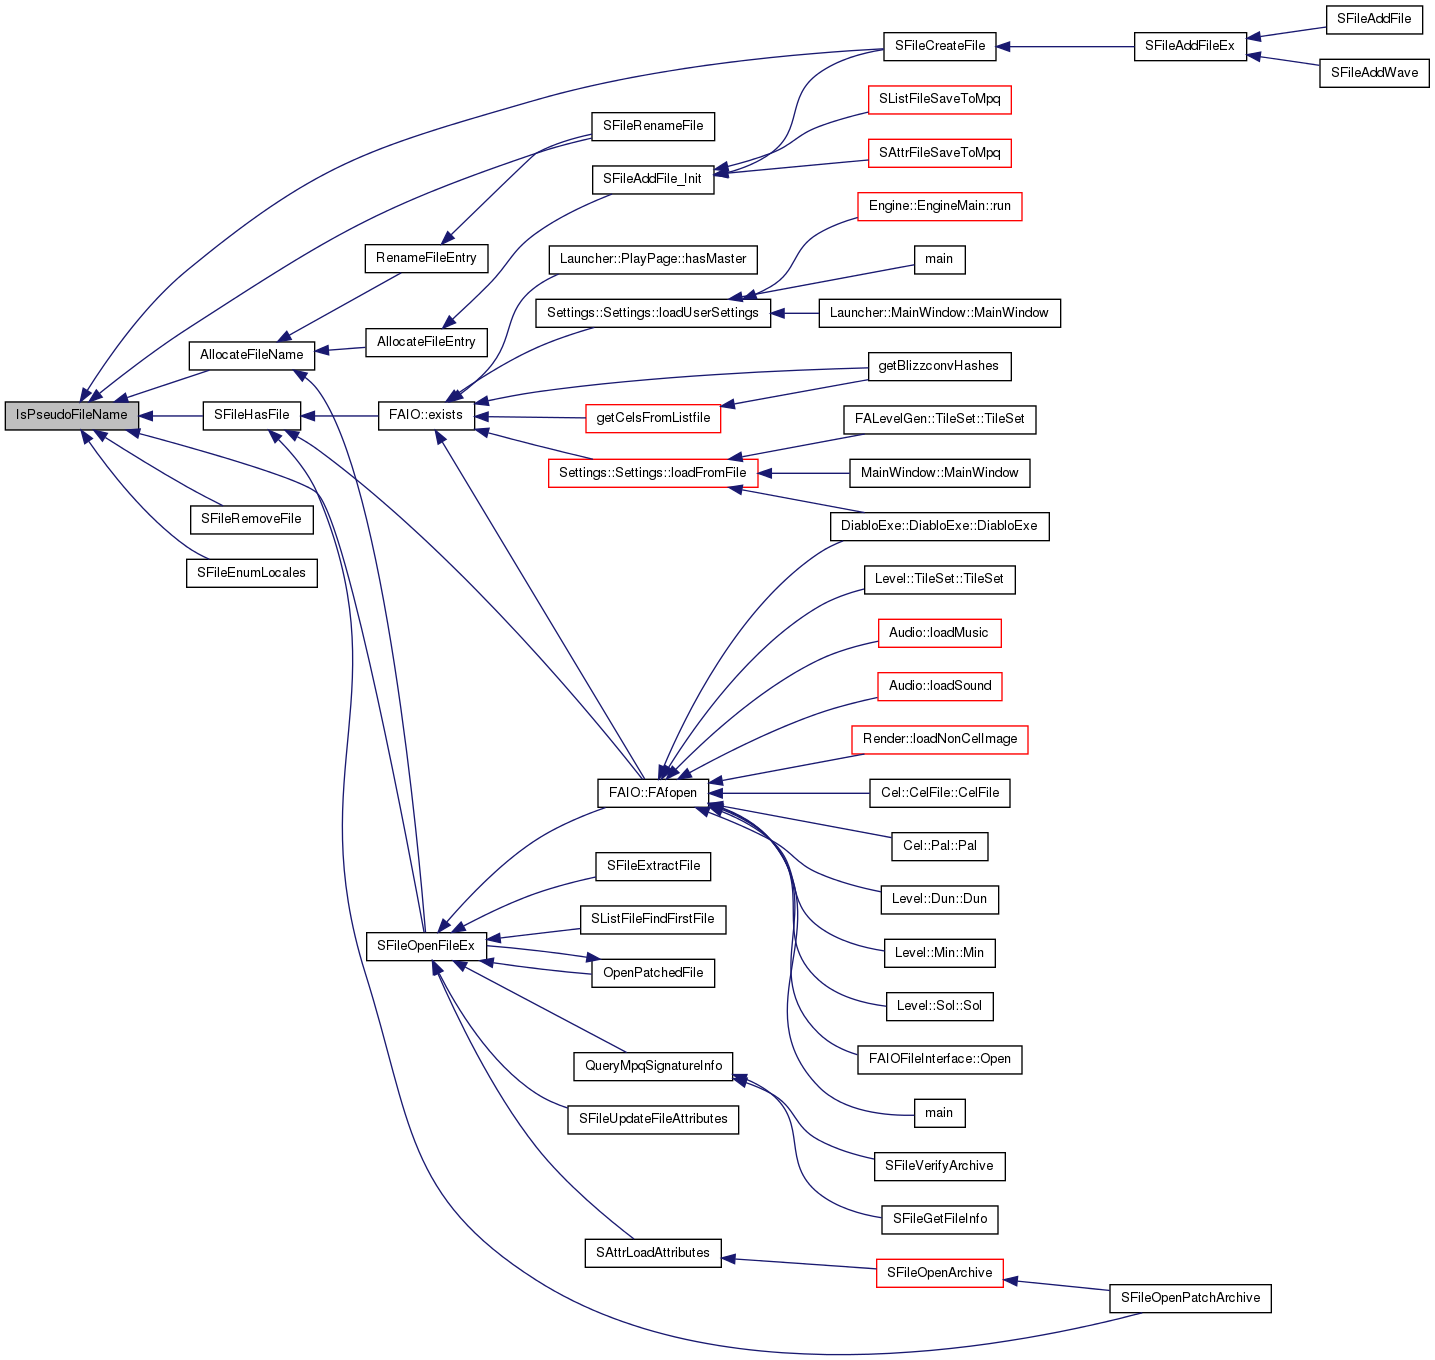 SFileAddFile
SFileCreateFile
SFileAddFileEx
SFileAddWave
SListFileSaveToMpq
SFileRenameFile
SAttrFileSaveToMpq
SFileAddFile_Init
Engine::EngineMain::run
RenameFileEntry
Launcher::PlayPage::hasMaster
main
Settings::Settings::loadUserSettings
Launcher::MainWindow::MainWindow
AllocateFileEntry
AllocateFileName
getBlizzconvHashes
IsPseudoFileName
SFileHasFile
FAIO::exists
getCelsFromListfile
FALevelGen::TileSet::TileSet
Settings::Settings::loadFromFile
MainWindow::MainWindow
SFileRemoveFile
DiabloExe::DiabloExe::DiabloExe
SFileEnumLocales
Level::TileSet::TileSet
Audio::loadMusic
Audio::loadSound
Render::loadNonCelImage
FAIO::FAfopen
Cel::CelFile::CelFile
Cel::Pal::Pal
SFileExtractFile
Level::Dun::Dun
SListFileFindFirstFile
SFileOpenFileEx
Level::Min::Min
OpenPatchedFile
Level::Sol::Sol
QueryMpqSignatureInfo
FAIOFileInterface::Open
SFileUpdateFileAttributes
main
SFileVerifyArchive
SFileGetFileInfo
SAttrLoadAttributes
SFileOpenArchive
SFileOpenPatchArchive